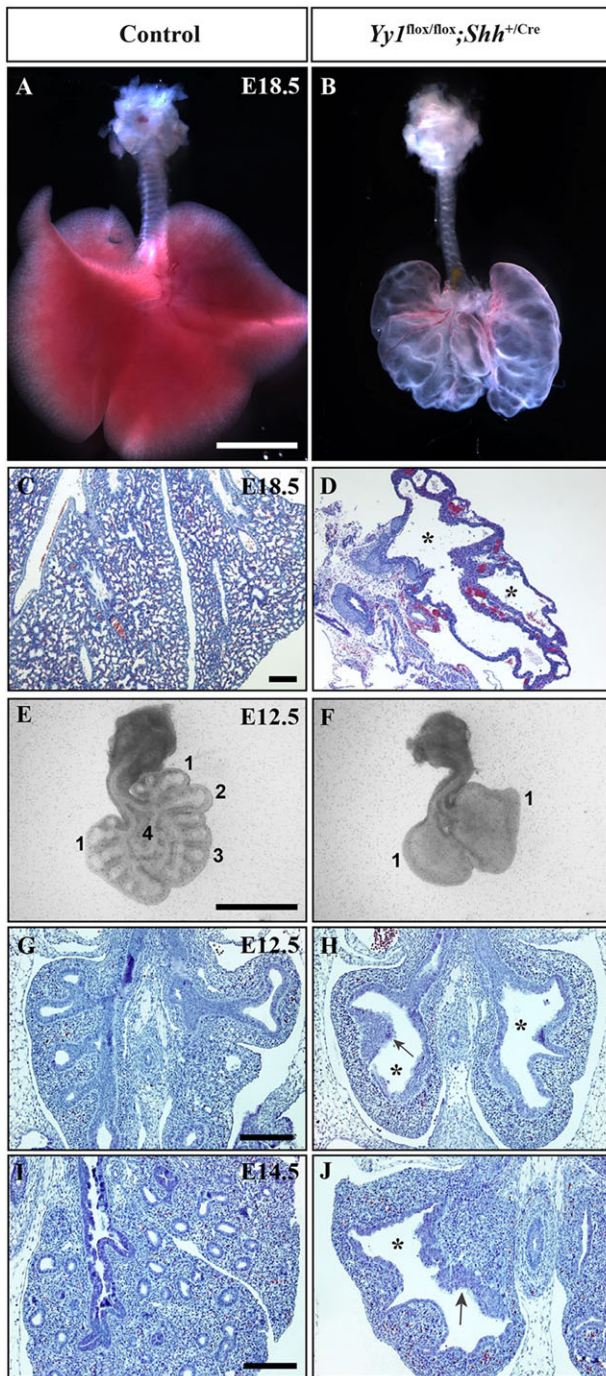 Control Yy1flox/flox;Shh+/Cre
A E18.5 B
C E18.5 D
* *
E E12.5 F
1 2 3 4 1
1 1
G E12.5 H
* *
I E14.5 J
*